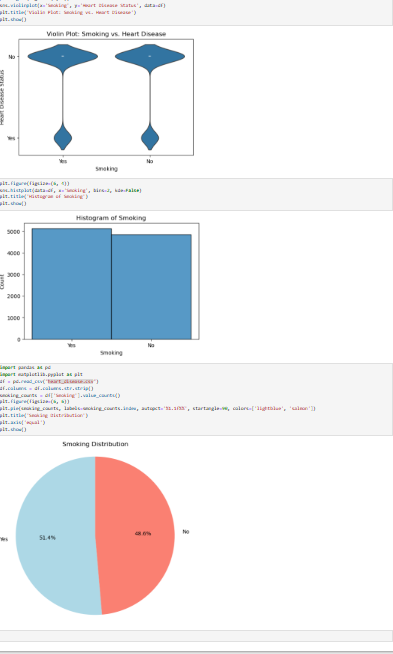 sns.violinplot(x='Smoking', y='Heart Disease Status', data=df)
plt.title('Violin Plot: Smoking vs. Heart Disease')
plt.show()
Violin Plot: Smoking vs. Heart Disease
No
Yes
Heart Disease Status
Yes
No
Smoking
plt.figure(figsize=(6, 4))
sns.histplot(data=df, x='Smoking', bins=2, kde=False)
plt.title('Histogram of Smoking')
plt.show()
Histogram of Smoking
5000
4000
3000
2000
1000
0
Count
Yes
No
Smoking
import pandas as pd
import matplotlib.pyplot as plt
df = pd.read_csv('heart_disease.csv')
df.columns = df.columns.str.strip()
smoking_counts = df['Smoking'].value_counts()
plt.figure(figsize=(6, 6))
plt.pie(smoking_counts, labels=smoking_counts.index, autopct='%1.1f%%', startangle=90, colors=['lightblue', 'salmon'])
plt.title('Smoking Distribution')
plt.axis('equal')
plt.show()
Smoking Distribution
Yes
51.4%
48.6%
No